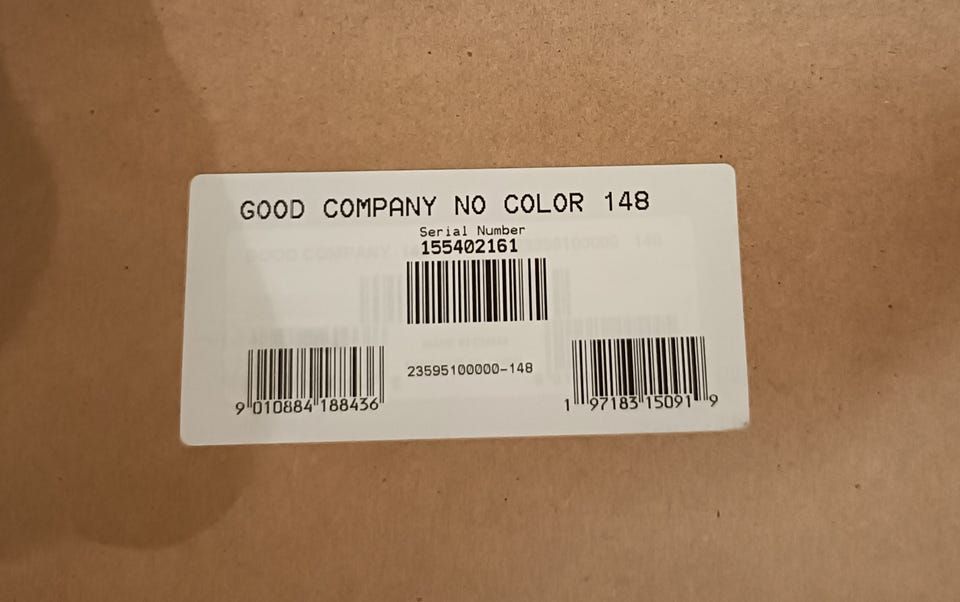 GOOD COMPANY NO COLOR 148
Serial Number
155402161
23595100000-148
9 010884 188436
1 97183 15091 9